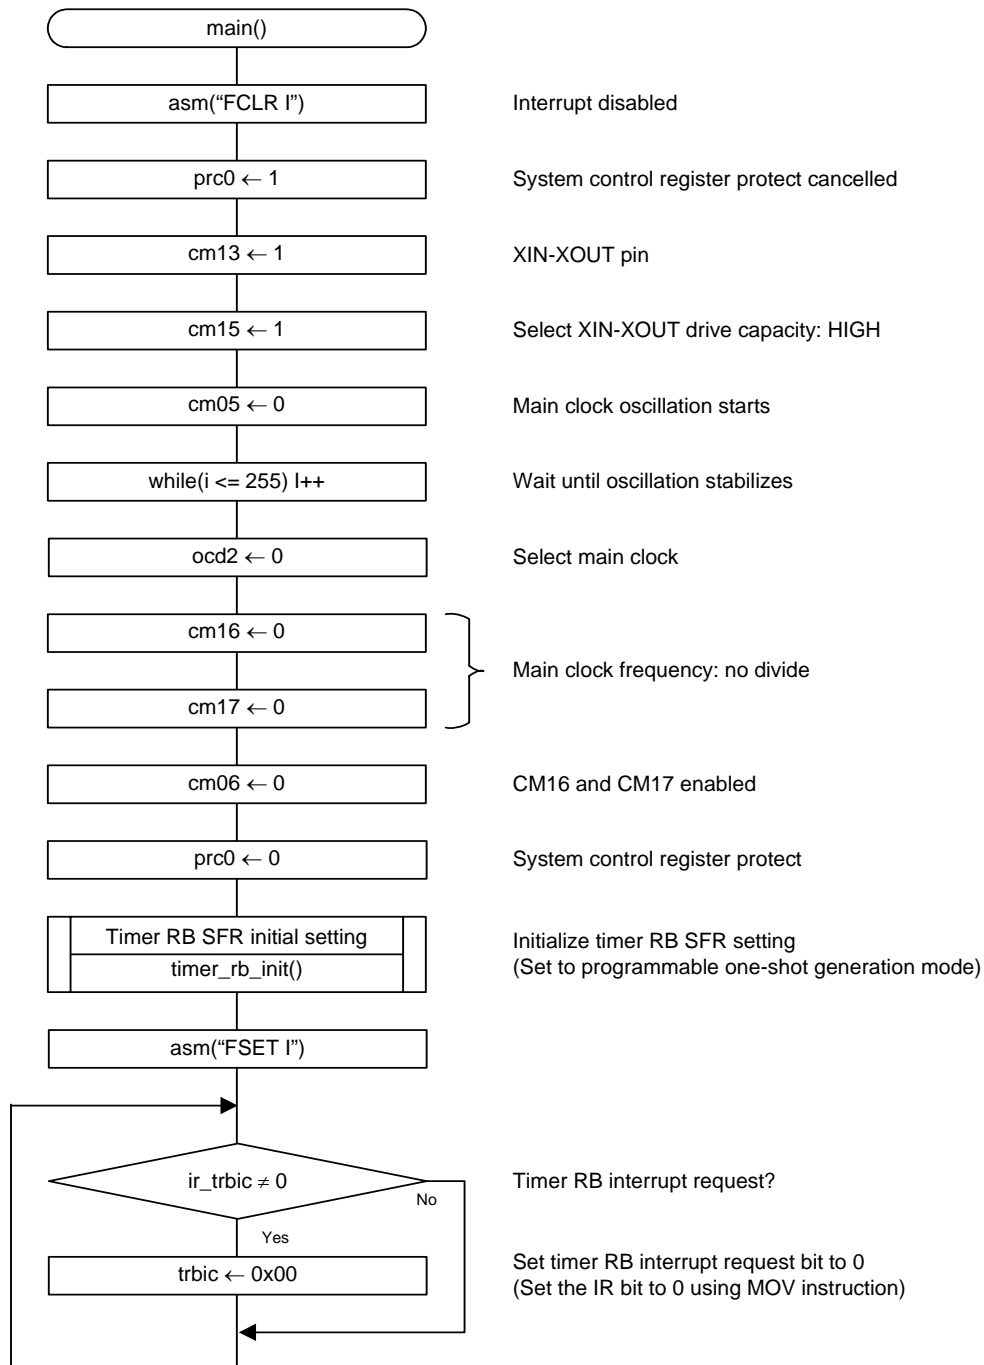 main()
asm(“FCLR I”)
Interrupt disabled
prc0 ← 1
System control register protect cancelled
cm13 ← 1
XIN-XOUT pin
cm15 ← 1
Select XIN-XOUT drive capacity: HIGH
cm05 ← 0
Main clock oscillation starts
while(i <= 255) I++
Wait until oscillation stabilizes
ocd2 ← 0
Select main clock
cm16 ← 0
Main clock frequency: no divide
cm17 ← 0
cm06 ← 0
CM16 and CM17 enabled
prc0 ← 0
System control register protect
Timer RB SFR initial setting
timer_rb_init()
Initialize timer RB SFR setting
(Set to programmable one-shot generation mode)
asm(“FSET I”)
ir_trbic ≠ 0
Timer RB interrupt request?
No
Yes
trbic ← 0x00
Set timer RB interrupt request bit to 0
(Set the IR bit to 0 using MOV instruction)